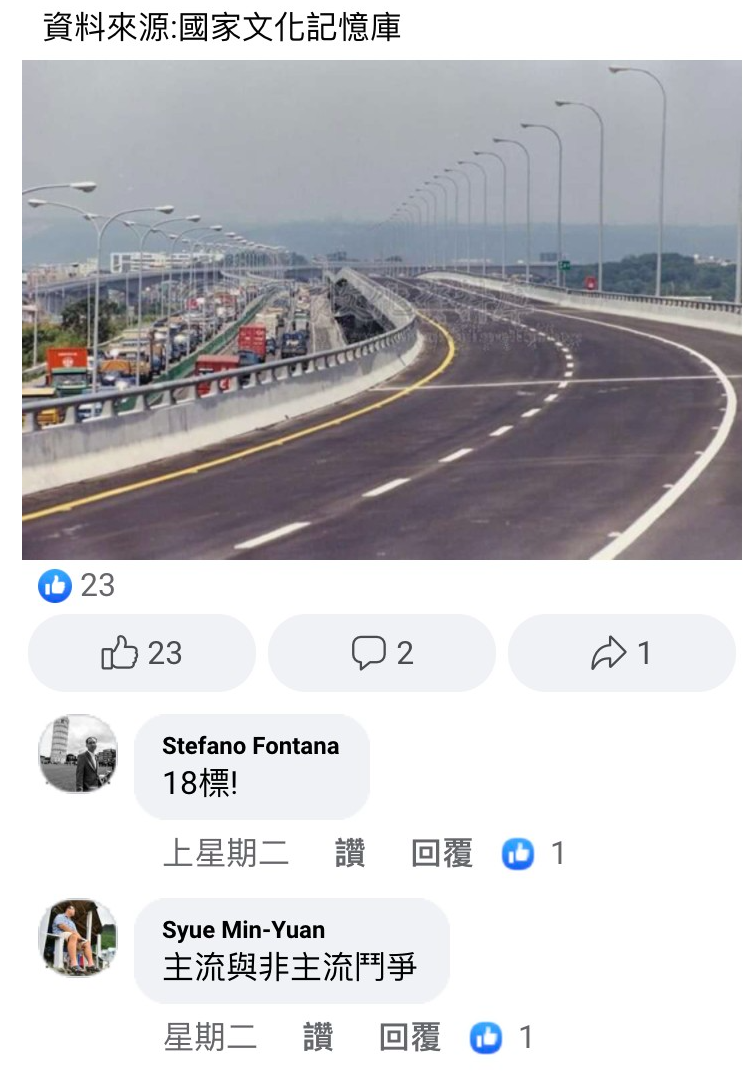 資料來源:國家文化記憶庫
23
23
2
1
Stefano Fontana
18標!
上星期二 讚 回覆 1
Syue Min-Yuan
主流與非主流鬥爭
星期二 讚 回覆 1